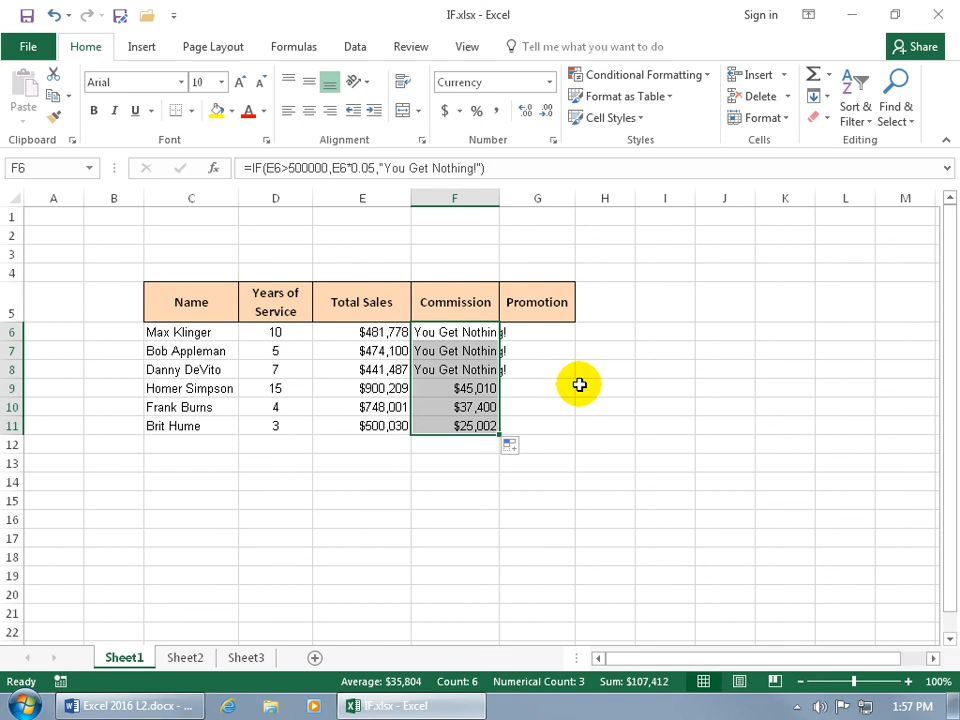 IF.xlsx - Excel
Sign in
File Home Insert Page Layout Formulas Data Review View Tell me what you want to do Share
Paste
Arial 10
Currency
$ % ,
B I U
Conditional Formatting
Format as Table
Cell Styles
Insert
Delete
Format
Sort & Filter
Find & Select
Clipboard Font Alignment Number Styles Cells Editing
F6 fx =IF(E6>500000,E6*0.05,"You Get Nothing!")
A B C D E F G H I J K L M
1
2
3
4
5 Name Years of Service Total Sales Commission Promotion
6 Max Klinger 10 $481,778 You Get Nothing!
7 Bob Appleman 5 $474,100 You Get Nothing!
8 Danny DeVito 7 $441,487 You Get Nothing!
9 Homer Simpson 15 $900,209 $45,010
10 Frank Burns 4 $748,001 $37,400
11 Brit Hume 3 $500,030 $25,002
12
13
14
15
16
17
18
19
20
21
22
Sheet1 Sheet2 Sheet3
Ready Average: $35,804 Count: 6 Numerical Count: 3 Sum: $107,412 100%
Excel 2016 L2.docx - ... IF.xlsx - Excel 1:57 PM